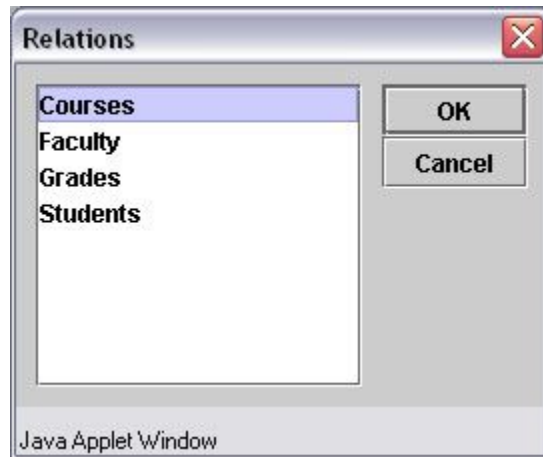 Relations
Courses
Faculty
Grades
Students
OK
Cancel
Java Applet Window